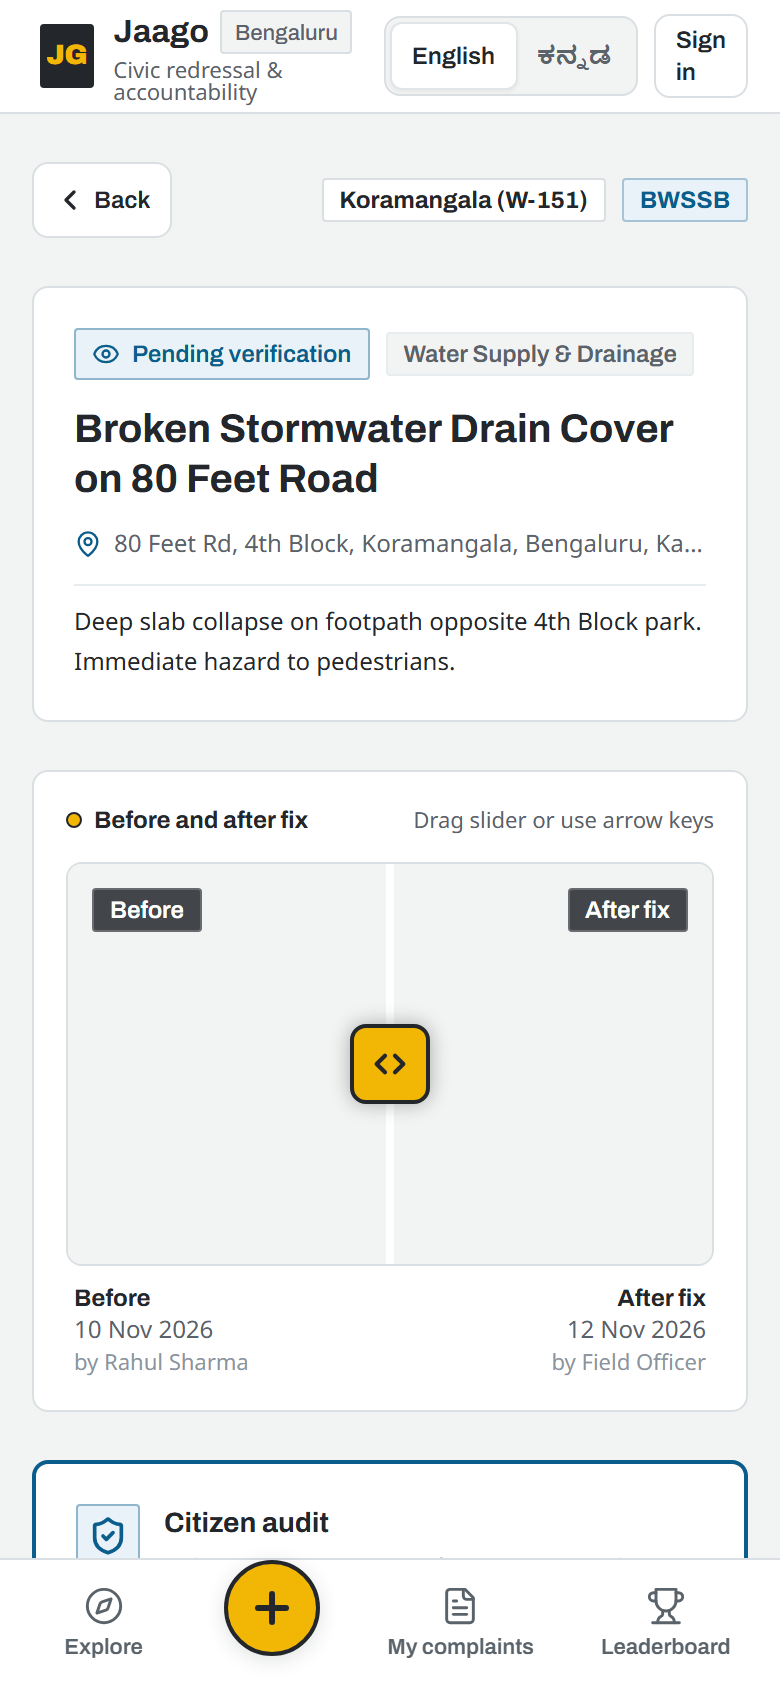 JG
Jaago
Bengaluru
Civic redressal &
accountability
English
ಕನ್ನಡ
Sign
in
Back
Koramangala (W-151)
BWSSB
Pending verification
Water Supply & Drainage
Broken Stormwater Drain Cover
on 80 Feet Road
80 Feet Rd, 4th Block, Koramangala, Bengaluru, Ka...
Deep slab collapse on footpath opposite 4th Block park.
Immediate hazard to pedestrians.
Before and after fix
Drag slider or use arrow keys
Before
After fix
Before
After fix
10 Nov 2026
12 Nov 2026
by Rahul Sharma
by Field Officer
Citizen audit
Explore
My complaints
Leaderboard